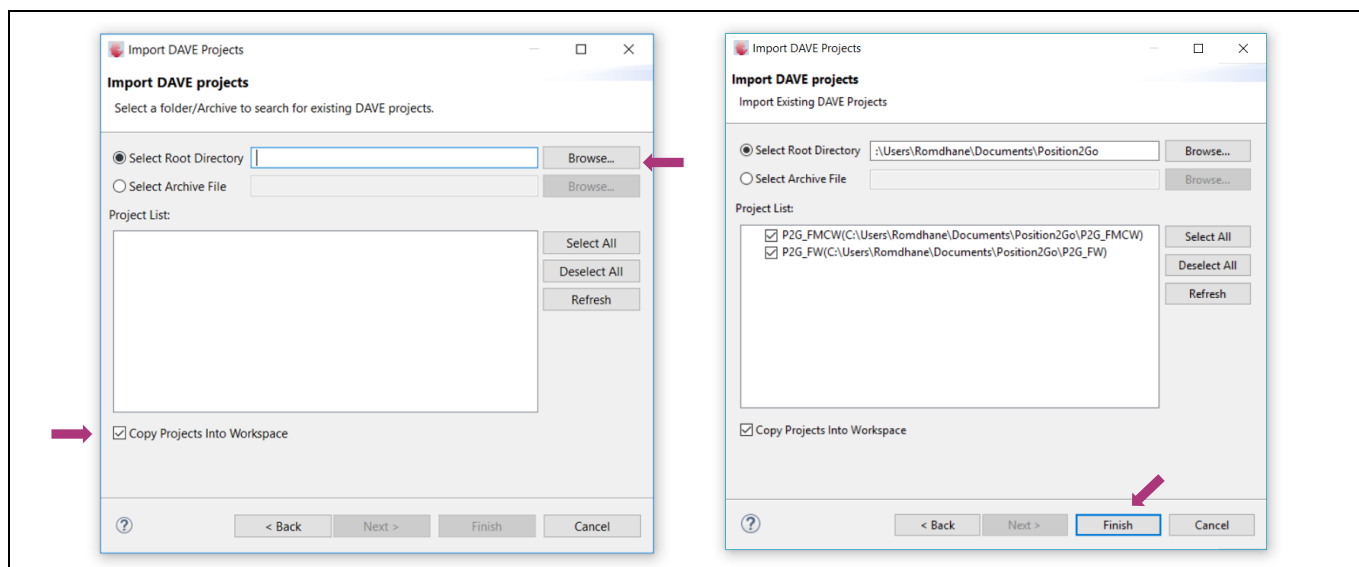 Import DAVE Projects
Import DAVE projects
Select a folder/Archive to search for existing DAVE projects.
Select Root Directory
Browse...
Select Archive File
Browse...
Project List:
Select All
Deselect All
Refresh
Copy Projects Into Workspace
?
< Back
Next >
Finish
Cancel
Import DAVE Projects
Import DAVE projects
Import Existing DAVE Projects
Select Root Directory
:\Users\Romdhane\Documents\Position2Go
Browse...
Select Archive File
Browse...
Project List:
P2G_FMCW(C:\Users\Romdhane\Documents\Position2Go\P2G_FMCW)
P2G_FW(C:\Users\Romdhane\Documents\Position2Go\P2G_FW)
Select All
Deselect All
Refresh
Copy Projects Into Workspace
?
< Back
Next >
Finish
Cancel